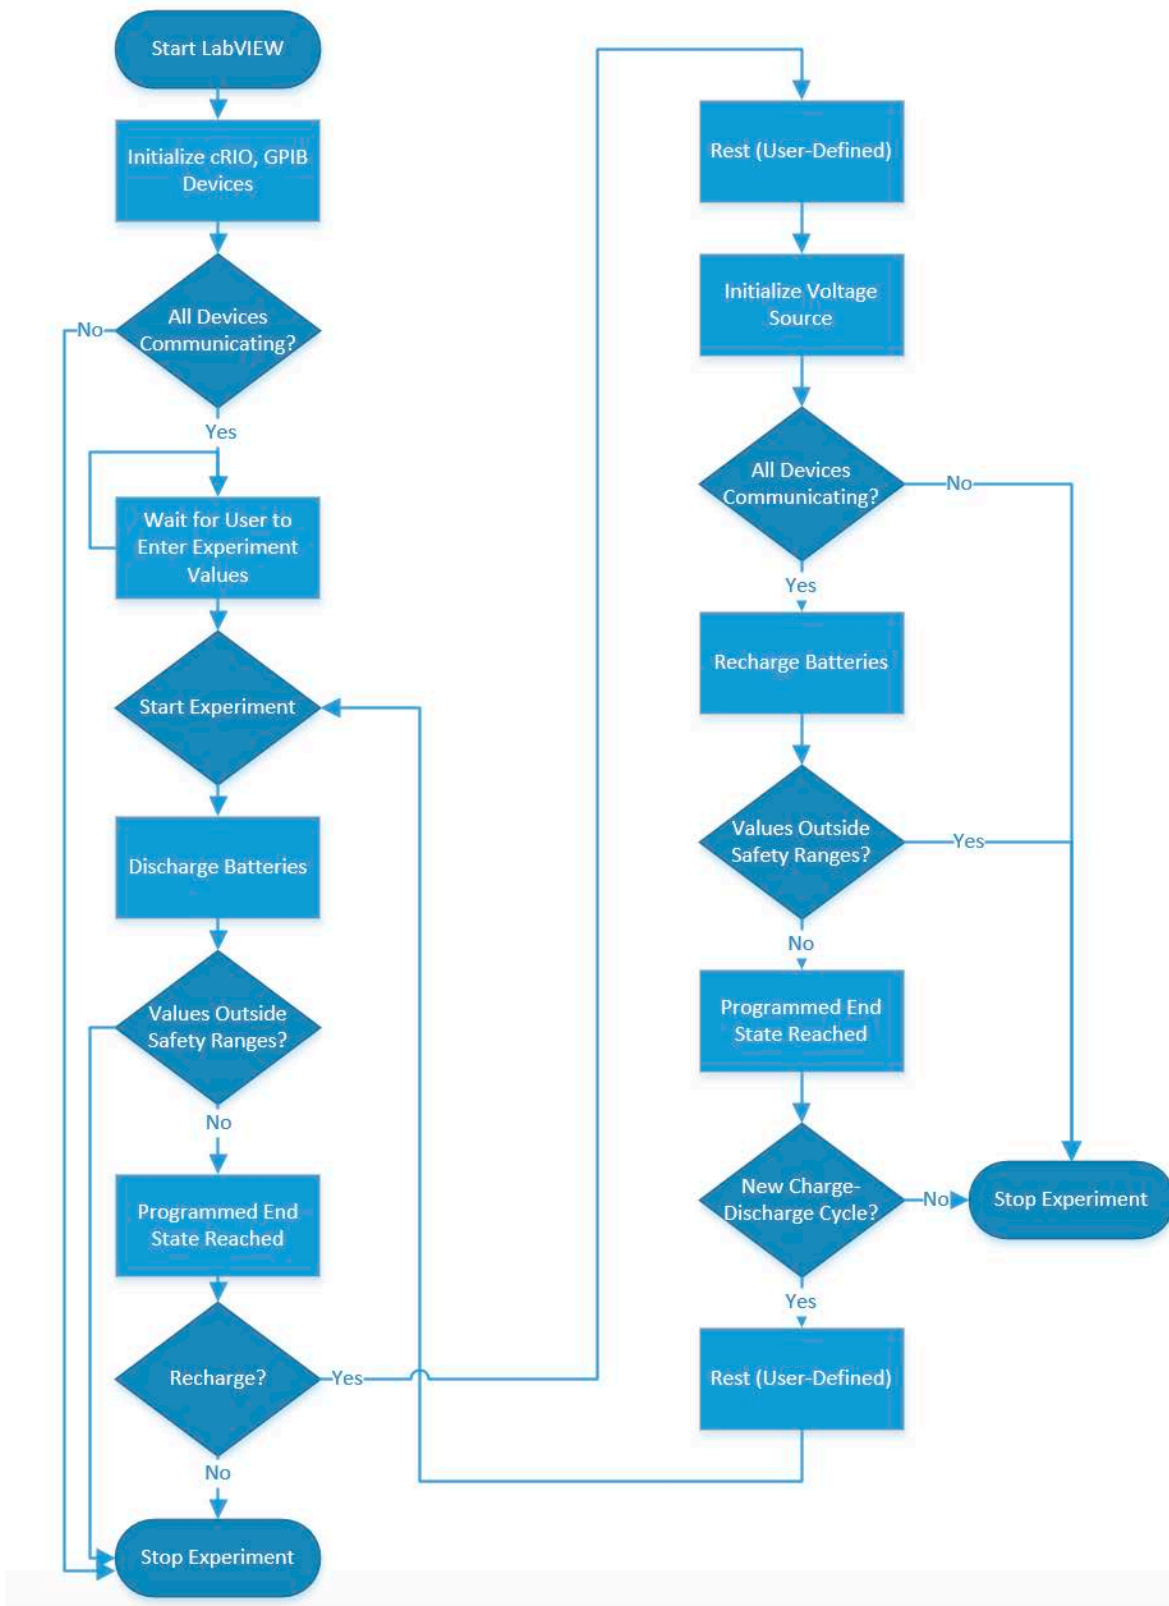 Start LabVIEW
Initialize cRIO, GPIB
Devices
All Devices
Communicating?
No
Yes
Wait for User to
Enter Experiment
Values
Start Experiment
Discharge Batteries
Values Outside
Safety Ranges?
No
Programmed End
State Reached
Recharge?
Yes
No
Stop Experiment
Rest (User-Defined)
Initialize Voltage
Source
All Devices
Communicating?
No
Yes
Recharge Batteries
Values Outside
Safety Ranges?
Yes
No
Programmed End
State Reached
New Charge-
Discharge Cycle?
No
Stop Experiment
Yes
Rest (User-Defined)